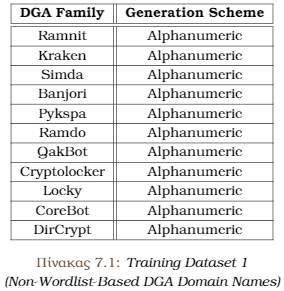 DGA Family Generation Scheme
Ramnit Alphanumeric
Kraken Alphanumeric
Simda Alphanumeric
Banjori Alphanumeric
Pykspa Alphanumeric
Ramdo Alphanumeric
QakBot Alphanumeric
Cryptolocker Alphanumeric
Locky Alphanumeric
CoreBot Alphanumeric
DirCrypt Alphanumeric
Πίνακας 7.1: Training Dataset 1
(Non-Wordlist-Based DGA Domain Names)